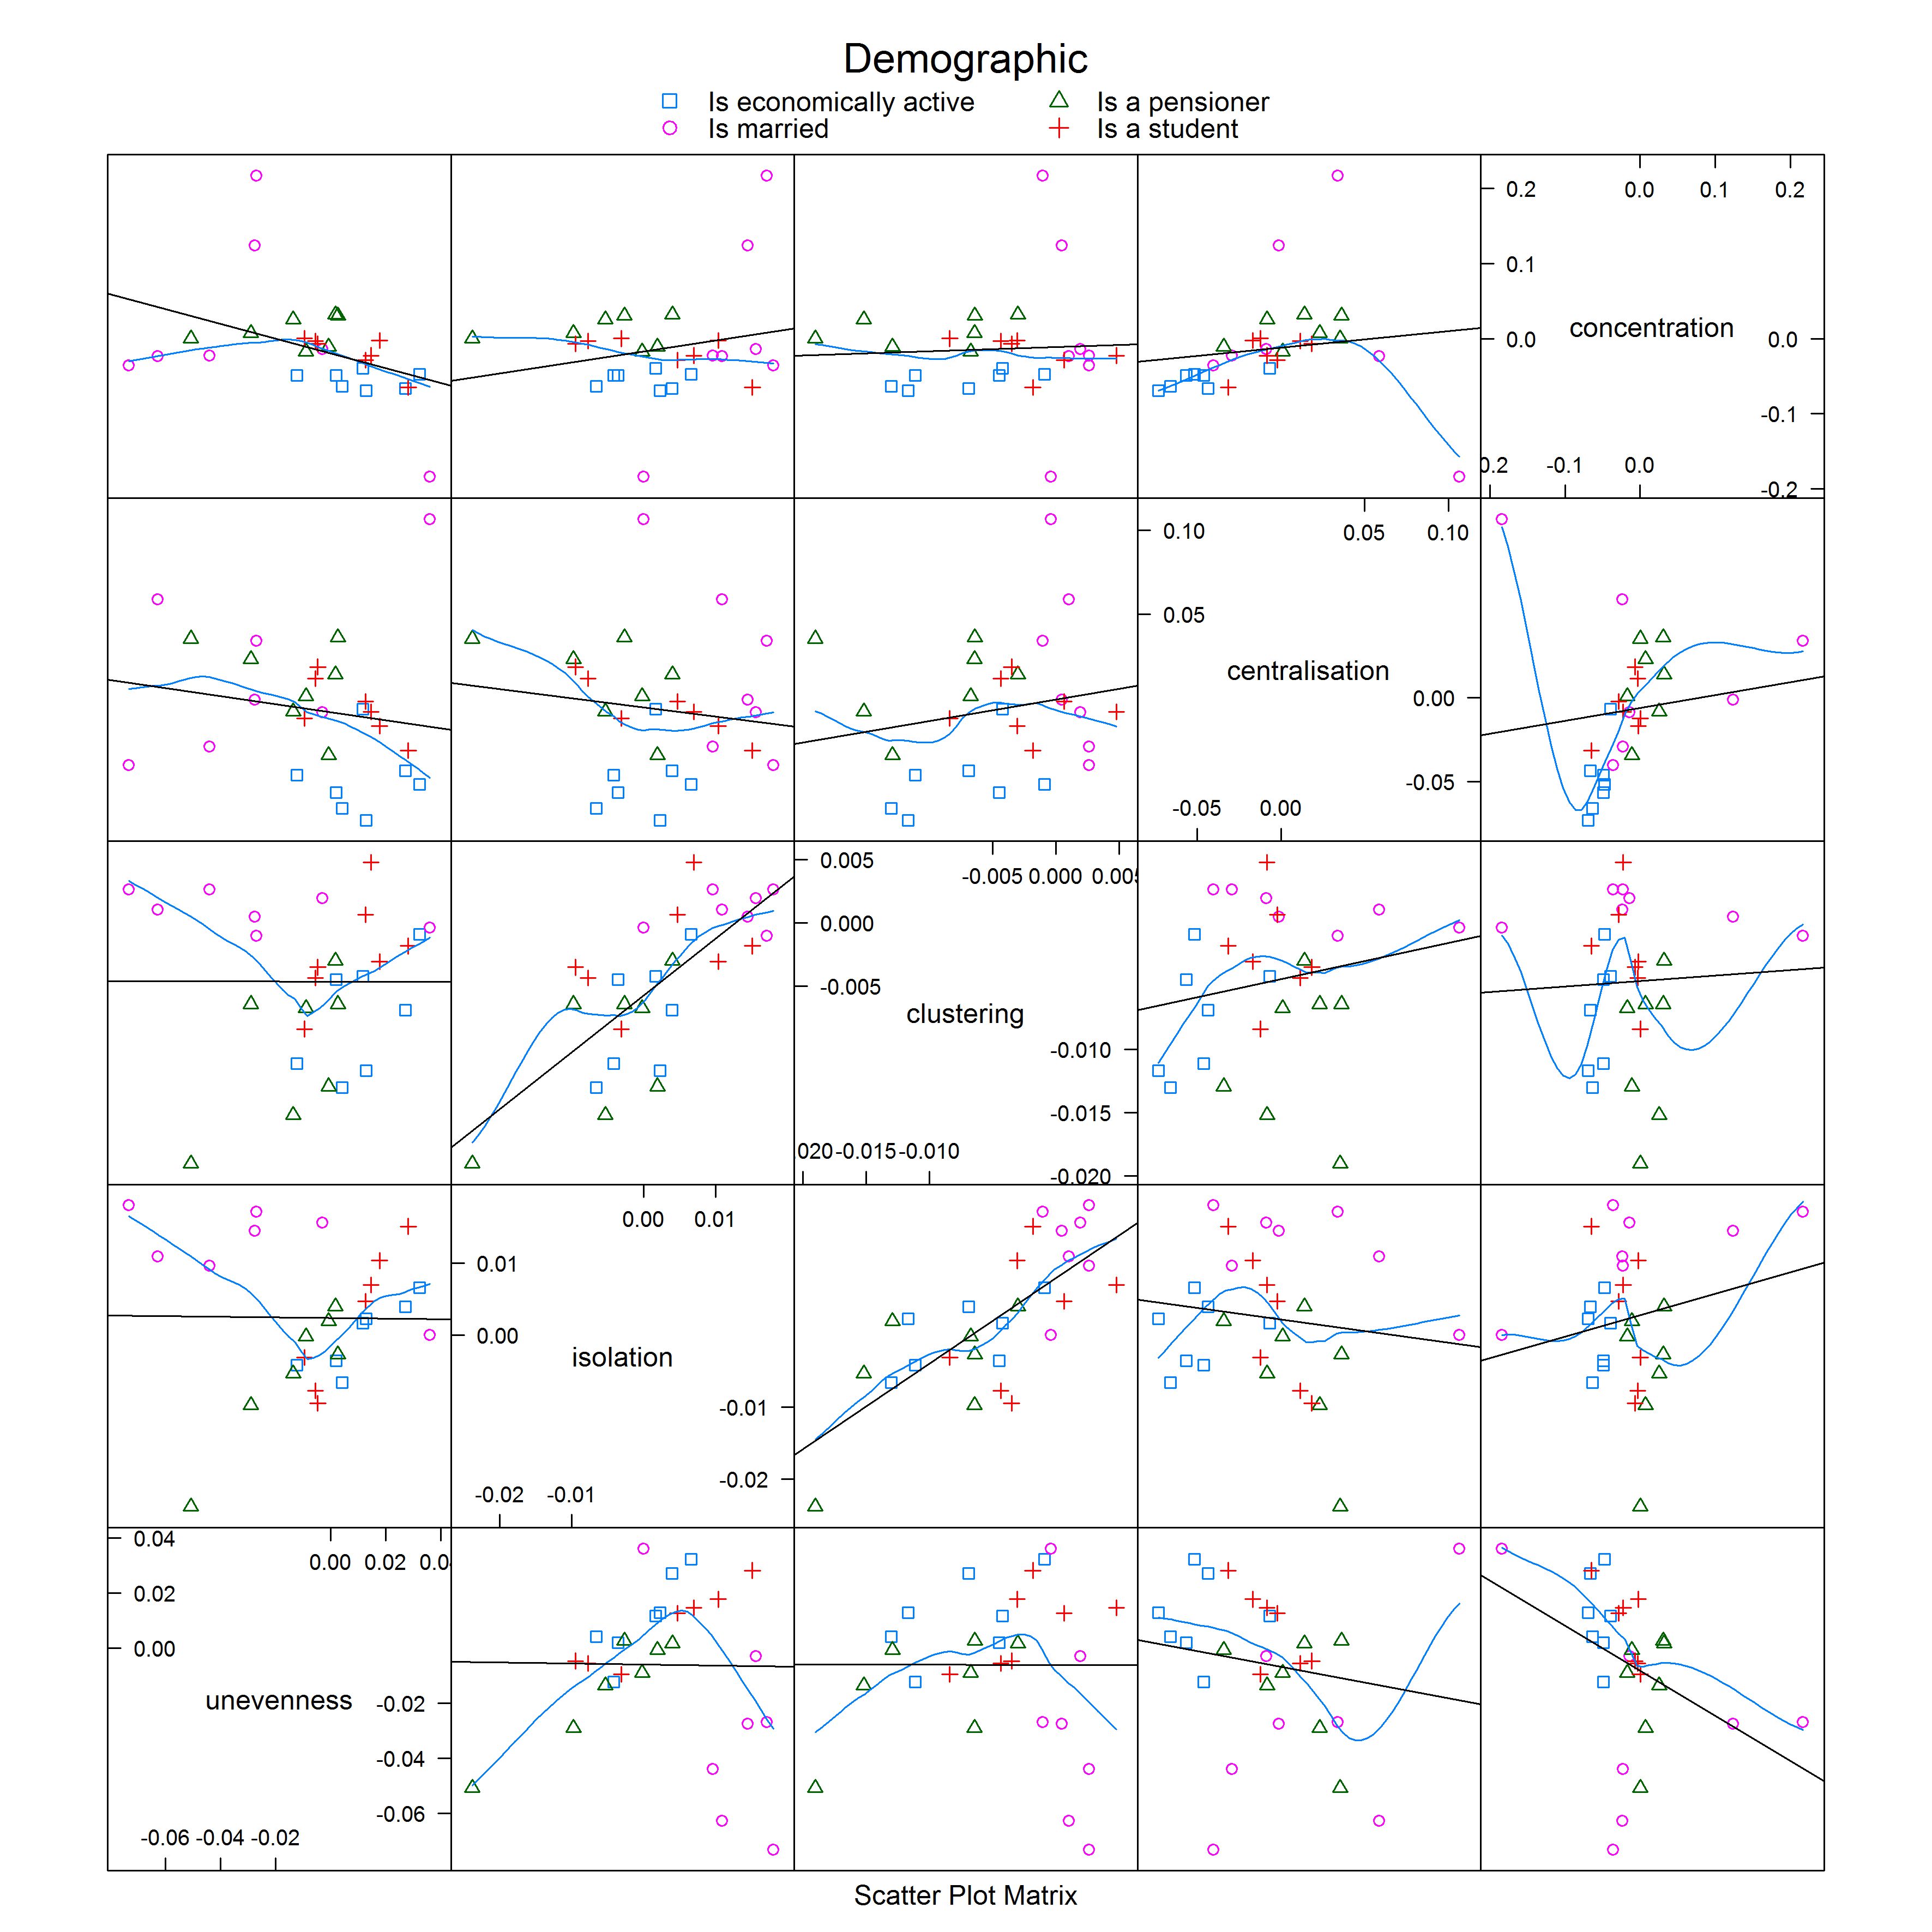 Demographic
Is economically active Is a pensioner
Is married Is a student
0.2 0.0 0.1 0.2
0.1
concentration
0.0 0.0
-0.1
0.2 -0.1 0.0
-0.2
0.10 0.05 0.10
0.05
centralisation
0.00
-0.05 0.00 -0.05
0.005 -0.005 0.000 0.005
0.000
-0.005
clustering
-0.010
-0.015
.020 -0.015 -0.010
-0.020
0.00 0.01
0.01
0.00
isolation
-0.01
-0.02
-0.02 -0.01
0.04 0.00 0.02 0.0
0.02
0.00
unevenness -0.02
-0.04
-0.06
-0.06 -0.04 -0.02
Scatter Plot Matrix